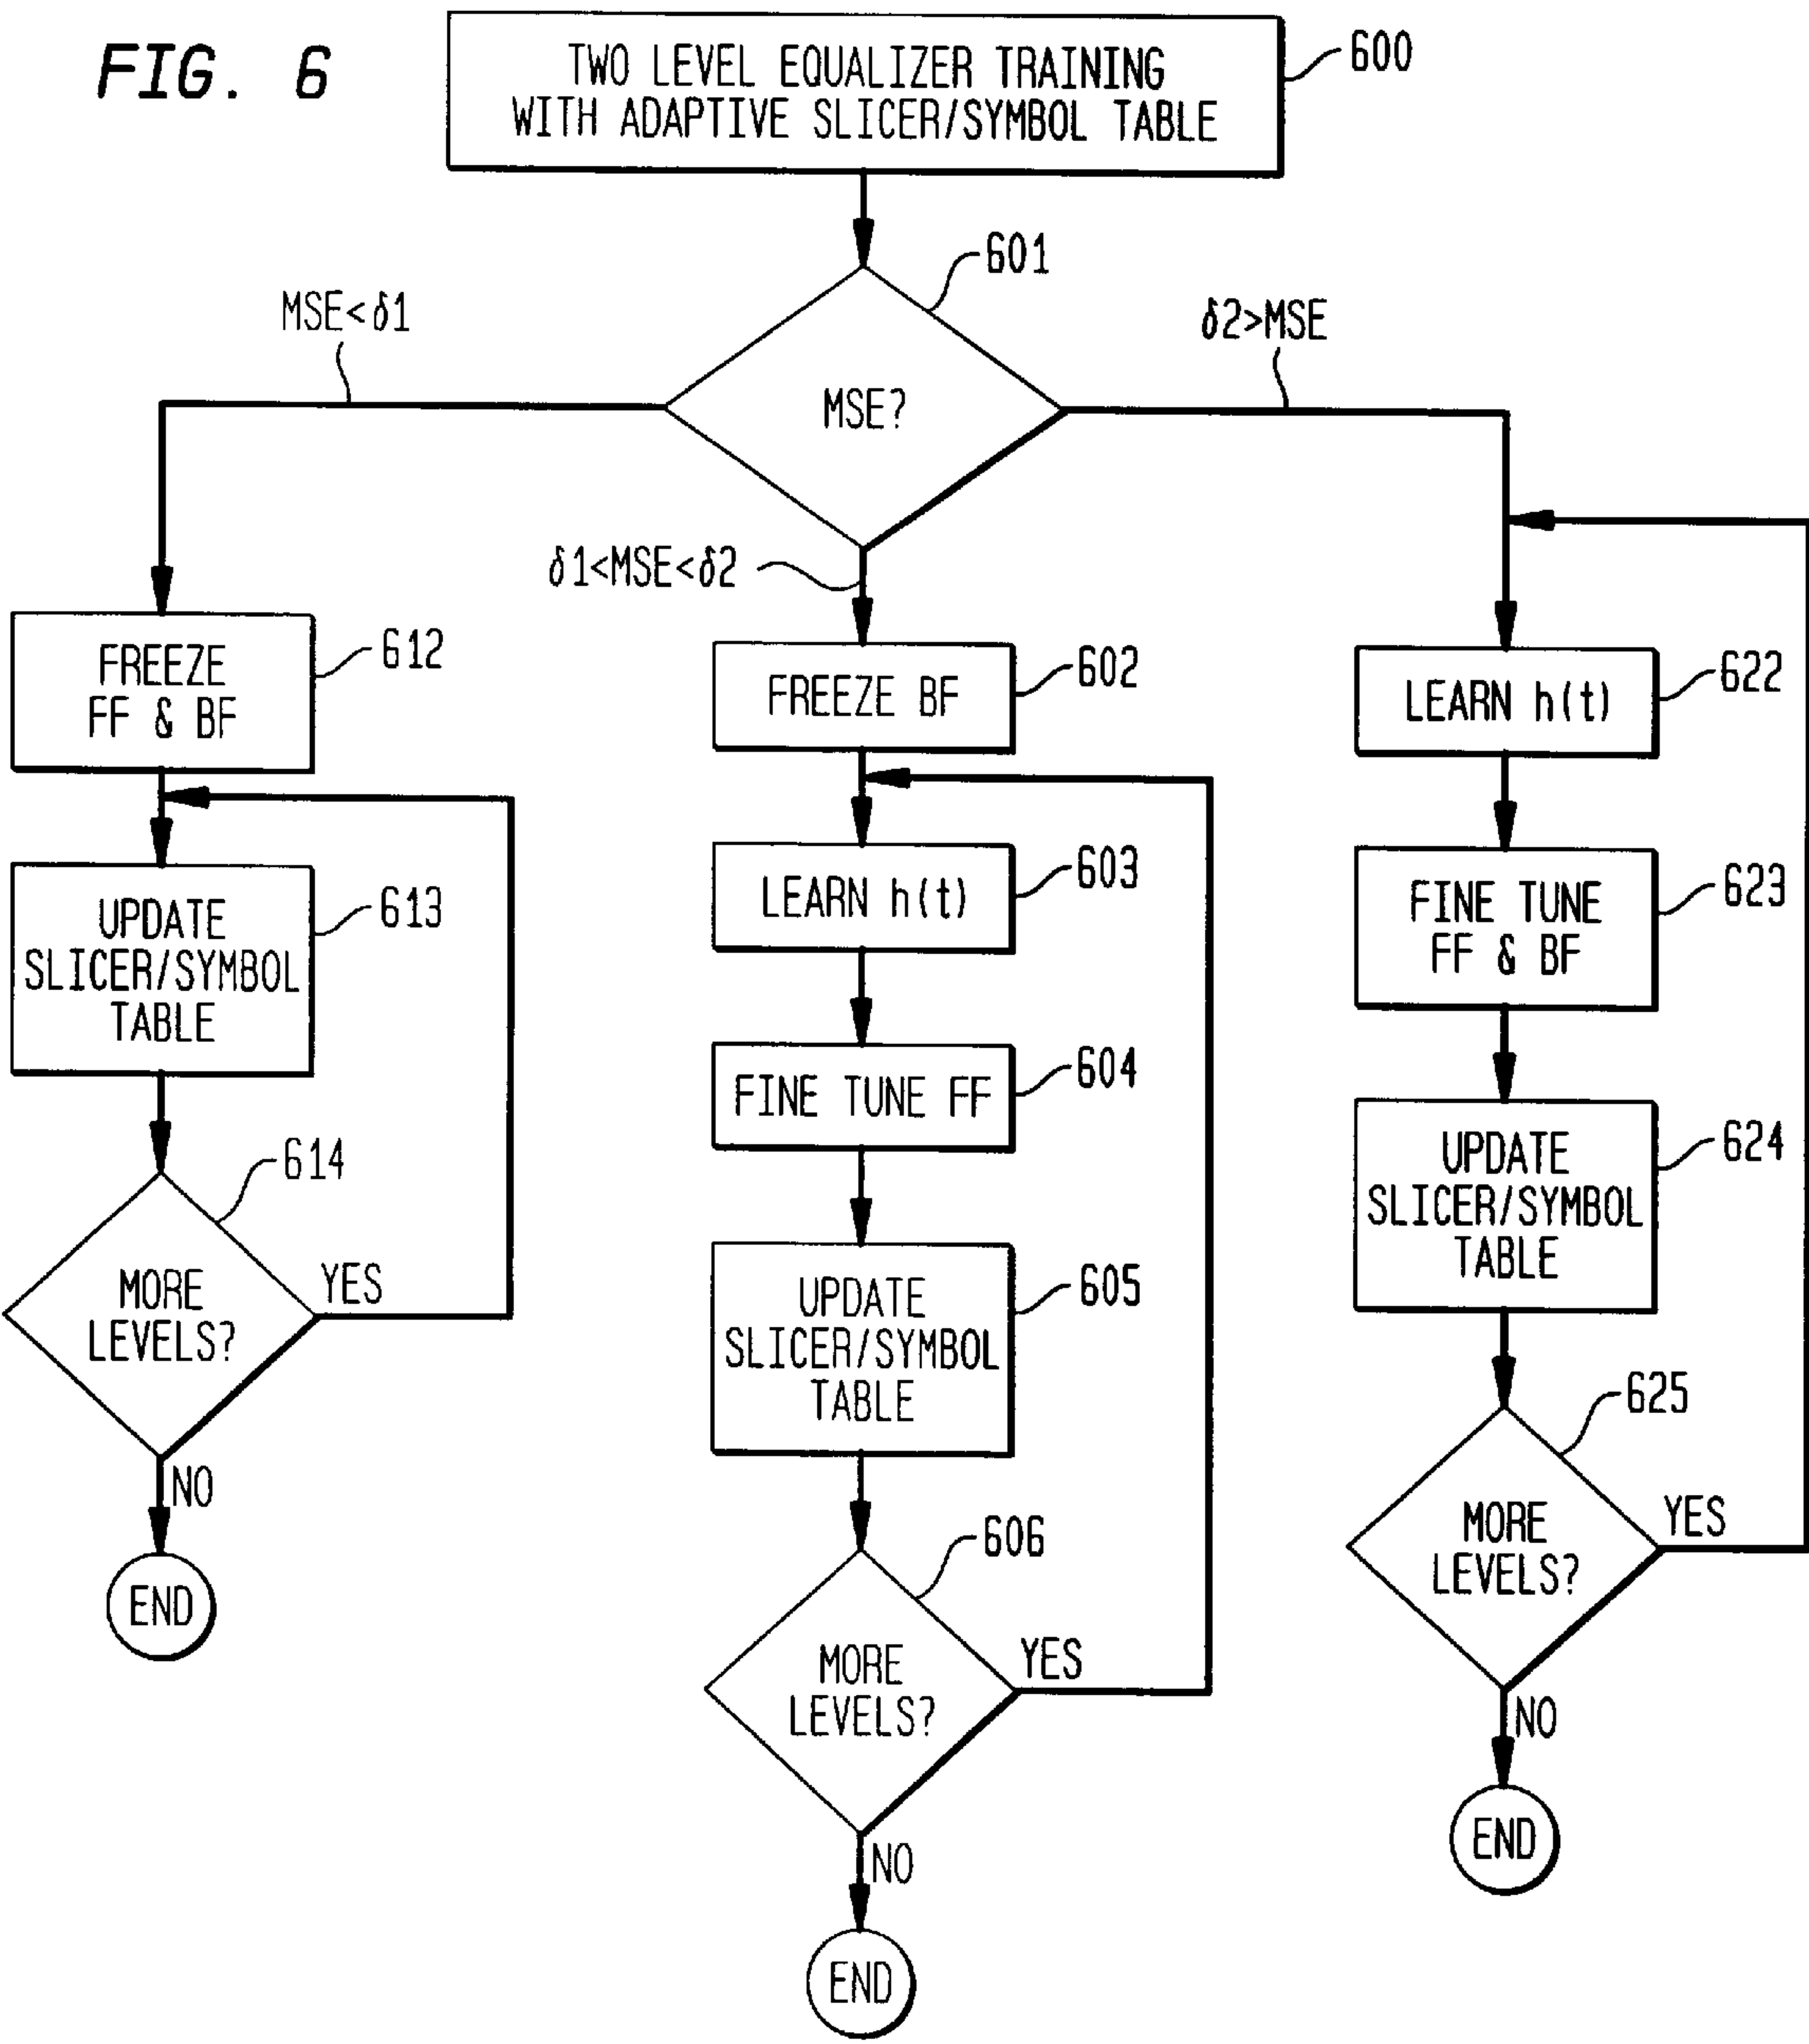 FIG. 6
TWO LEVEL EQUALIZER TRAINING
WITH ADAPTIVE SLICER/SYMBOL TABLE
600
601
MSE<δ1
δ2>MSE
MSE?
δ1<MSE<δ2
FREEZE
FF & BF
612
UPDATE
SLICER/SYMBOL
TABLE
613
614
MORE
LEVELS?
YES
NO
END
FREEZE BF
602
LEARN h(t)
603
FINE TUNE FF
604
UPDATE
SLICER/SYMBOL
TABLE
605
606
MORE
LEVELS?
YES
NO
END
LEARN h(t)
622
FINE TUNE
FF & BF
623
UPDATE
SLICER/SYMBOL
TABLE
624
625
MORE
LEVELS?
YES
NO
END